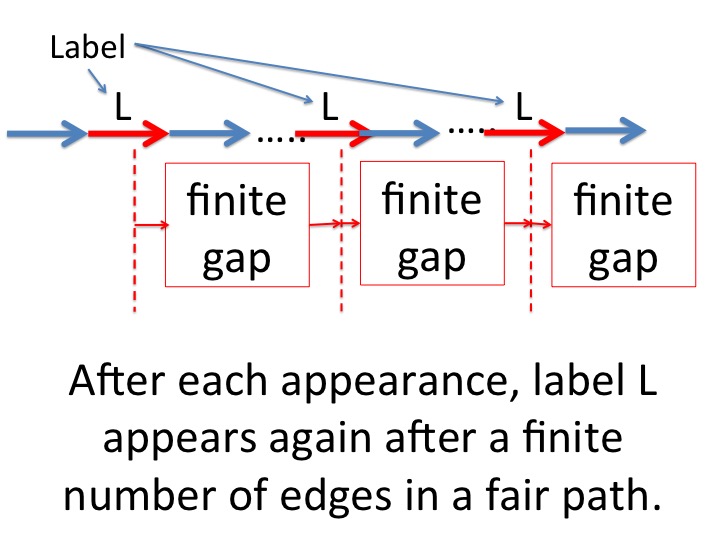 Label
L L L
..... .....
finite finite finite
gap gap gap
After each appearance, label L
appears again after a finite
number of edges in a fair path.